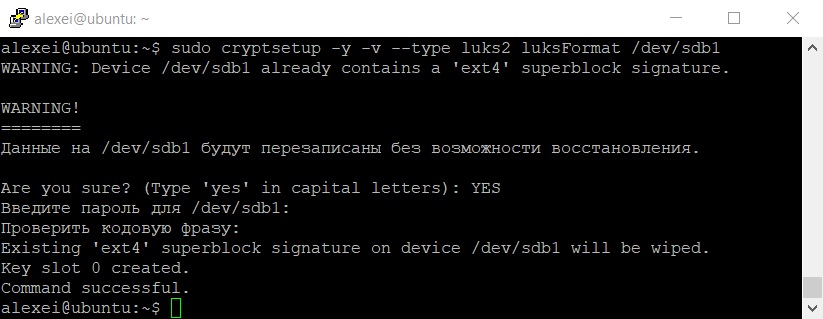 alexei@ubuntu: ~
alexei@ubuntu:~$ sudo cryptsetup -y -v --type luks2 luksFormat /dev/sdb1
WARNING: Device /dev/sdb1 already contains a 'ext4' superblock signature.
WARNING!
========
Данные на /dev/sdb1 будут перезаписаны без возможности восстановления.
Are you sure? (Type 'yes' in capital letters): YES
Введите пароль для /dev/sdb1:
Проверить кодовую фразу:
Existing 'ext4' superblock signature on device /dev/sdb1 will be wiped.
Key slot 0 created.
Command successful.
alexei@ubuntu:~$